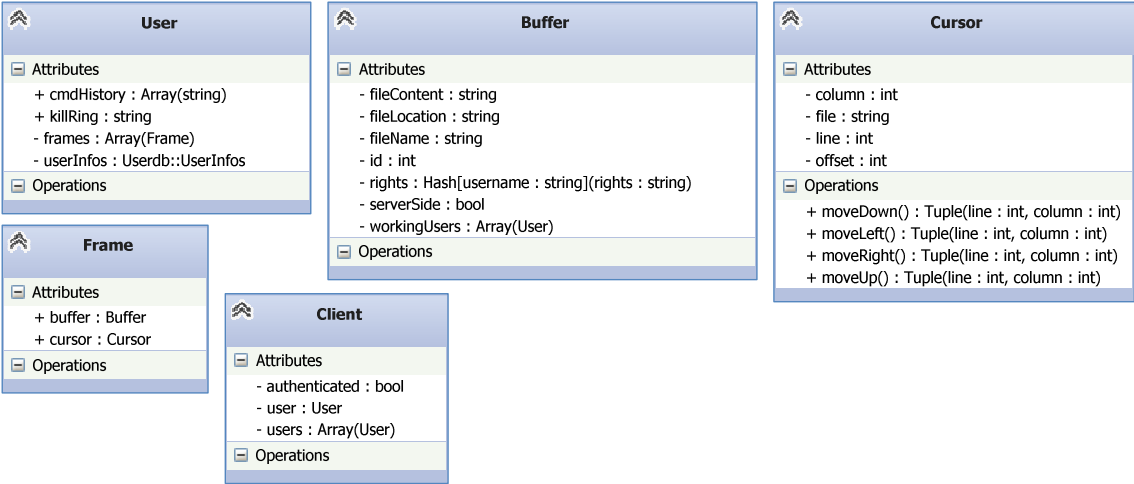 User
Attributes
+ cmdHistory : Array(string)
+ killRing : string
- frames : Array(Frame)
- userInfos : Userdb::UserInfos
Operations
Buffer
Attributes
- fileContent : string
- fileLocation : string
- fileName : string
- id : int
- rights : Hash[username : string](rights : string)
- serverSide : bool
- workingUsers : Array(User)
Operations
Cursor
Attributes
- column : int
- file : string
- line : int
- offset : int
Operations
+ moveDown() : Tuple(line : int, column : int)
+ moveLeft() : Tuple(line : int, column : int)
+ moveRight() : Tuple(line : int, column : int)
+ moveUp() : Tuple(line : int, column : int)
Frame
Attributes
+ buffer : Buffer
+ cursor : Cursor
Operations
Client
Attributes
- authenticated : bool
- user : User
- users : Array(User)
Operations